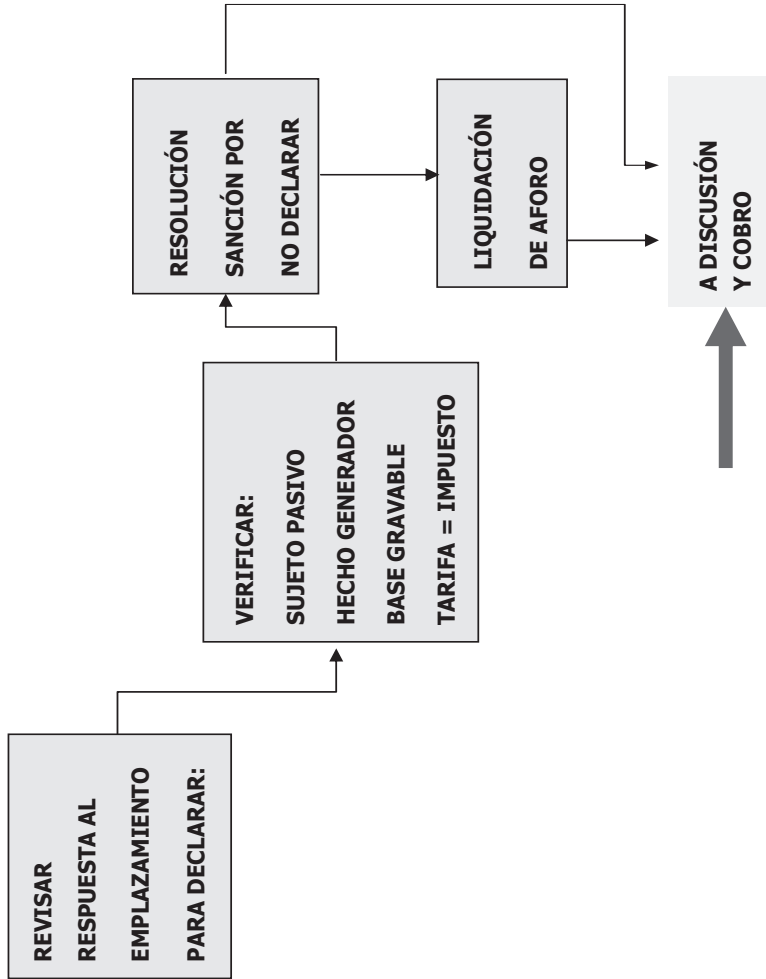 REVISAR
RESPUESTA AL
EMPLAZAMIENTO
PARA DECLARAR:
VERIFICAR:
SUJETO PASIVO
HECHO GENERADOR
BASE GRAVABLE
TARIFA = IMPUESTO
RESOLUCIÓN
SANCIÓN POR
NO DECLARAR
LIQUIDACIÓN
DE AFORO
A DISCUSIÓN
Y COBRO